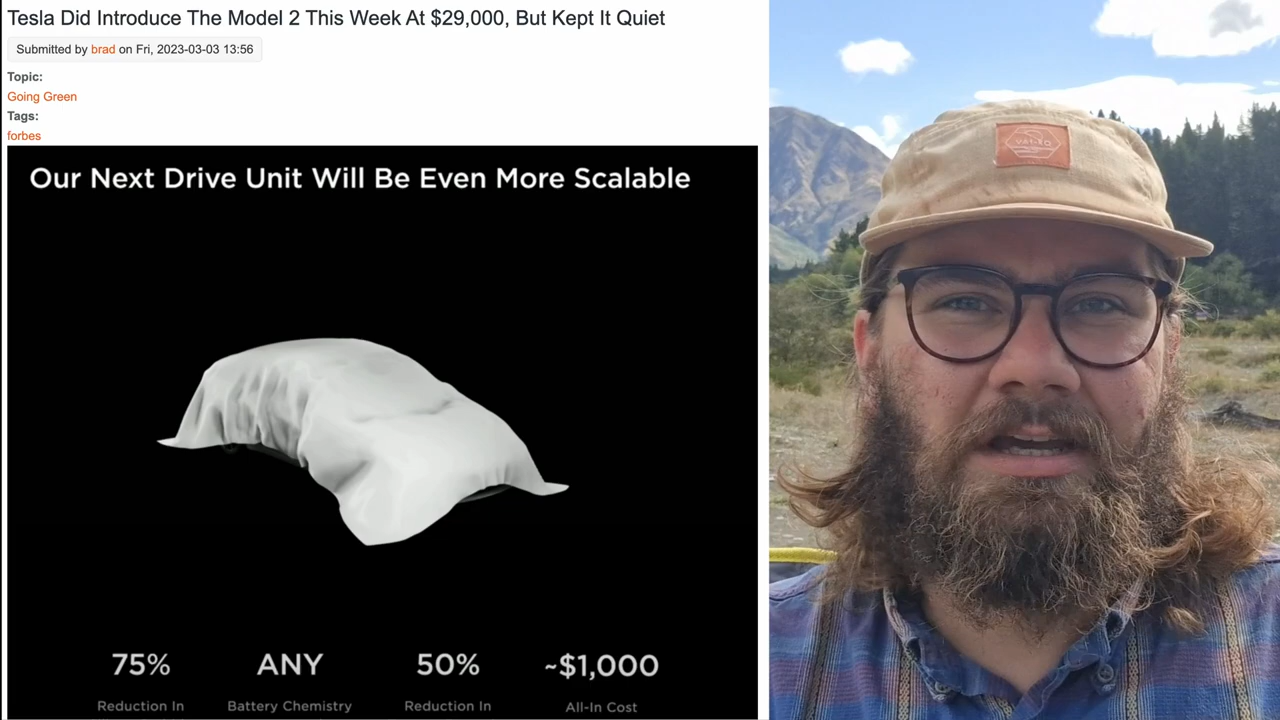 Tesla Did Introduce The Model 2 This Week At $29,000, But Kept It Quiet
Submitted by brad on Fri, 2023-03-03 13:56
Topic:
Going Green
Tags:
forbes
Our Next Drive Unit Will Be Even More Scalable
75% ANY 50% ~$1,000
Reduction In Battery Chemistry Reduction In All-In Cost